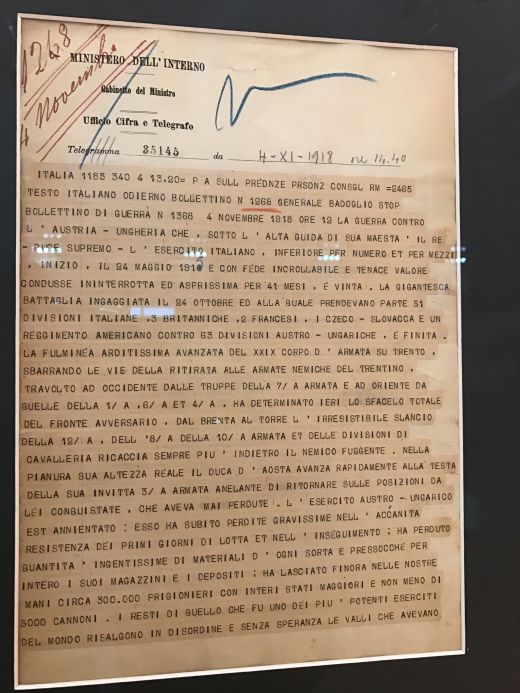 1268
4 Novembre
MINISTERO DELL'INTERNO
Gabinetto del Ministro
Ufficio Cifra e Telegrafo
Telegramma 35145 da 4-XI-1918 ore 14.40
ITALIA 1185 340 4 13.20= P A SULL PREDNZE PRSDNZ CONSGL RM =2465
TESTO ITALIANO ODIERNO BOLBETTINO N 1268 GENERALE BADOGLIO STOP
BOLLETTINO DI GUERRA N 1368 4 NOVEMBRE 1918 ORE 12 LA GUERRA CONTRO
L ' AUSTRIA - UNGHERIA CHE , SOTTO L ' ALTA GUIDA DI SUA MAESTA ' IL RE -
SUPREMO - L ' ESERCITO ITALIANO , INFERIORE PER NUMERO ET PER MEZZI
, INIZIO , IL 24 MAGGIO 1915 E CON FEDE INCROLLABILE E TENACE VALORE
CONDUSSE ININTERROTTA ED ASPRISSIMA PER 41 MESI , E VINTA . LA GIGANTESCA
BATTAGLIA INGAGGIATA IL 24 OTTOBRE ED ALLA QUALE PRENDEVANO PARTE 51
DIVISIONI ITALIANE , 3 BRITANNICHE , 2 FRANCESI , I CZECO - SLOVACCA E UN
REGGIMENTO AMERICANO CONTRO 63 DIVISIONI AUSTRO - UNGARICHE , E FINITA .
LA FULMINEA ARDITISSIMA AVANZATA DEL XXIX CORPO D ' ARMATA SU TRENTO ,
SBARRANDO LE VIE DELLA RITIRATA ALLE ARMATE NEMICHE DEL TRENTINO ,
TRAVOLTO AD OCCIDENTE DALLE TRUPPE DELLA 7/ A ARMATA E AD ORIENTE DA
QUELLE DELLA 1/ A ,6/ A ET 4/ A , HA DETERMINATO IERI LO SFACELO TOTALE
DEL FRONTE AVVERSARIO , DAL BRENTA AL TORRE L ' IRRESISTIBILE SLANCIO
DELLA 12/ A , DELL '8/ A DELLA 10/ A ARMATA ET DELLE DIVISIONI DI
CAVALLERIA RICACCIA SEMPRE PIU ' INDIETRO IL NEMICO FUGGENTE . NELLA
PIANURA SUA ALTEZZA REALE IL DUCA D ' AOSTA AVANZA RAPIDAMENTE ALLA TESTA
DELLA SUA INVITTA 3/ A ARMATA ANELANTE DI RITORNARE SULLE POSIZIONI DA
LEI CONQUISTATE , CHE AVEVA MAI PERDUTE . L ' ESERCITO AUSTRO - UNGARICO
EST ANNIENTATO : ESSO HA SUBITO PERDITE GRAVISSIME NELL ' ACCANITA
RESISTENZA DEI PRIMI GIORNI DI LOTTA ET NELL ' INSEGUIMENTO ; HA PERDUTO
QUANTITA ' INGENTISSIME DI MATERIALI D ' OGNI SORTA E PRESSOCCHE PER
INTERO I SUOI MAGAZZINI E I DEPOSITI ; HA LASCIATO FINORA NELLE NOSTRE
MANI CIRCA 300.000 PRIGIONIERI CON INTERI STATI MAGGIORI E NON MENO DI
5000 CANNONI . I RESTI DI QUELLO CHE FU UNO DEI PIU ' POTENTI ESERCITI
DEL MONDO RISALGONO IN DISORDINE E SENZA SPERANZA LE VALLI CHE AVEVANO